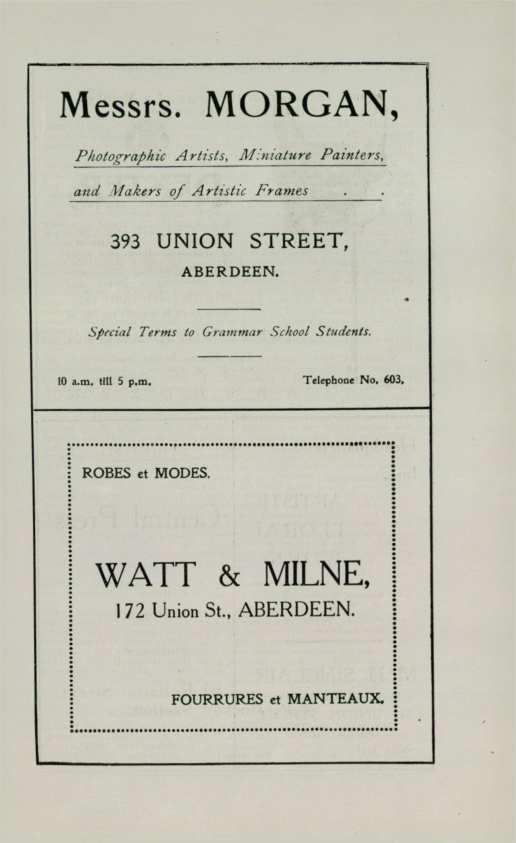 Messrs. MORGAN,
Photographic Artists, Miniature Painters,
and Makers of Artistic Frames . .
393 UNION STREET,
ABERDEEN.
Special Terms to Grammar School Students.
10 a.m. till 5 p.m. Telephone No. 603.
ROBES et MODES.
WATT & MILNE,
172 Union St., ABERDEEN.
FOURRURES et MANTEAUX.